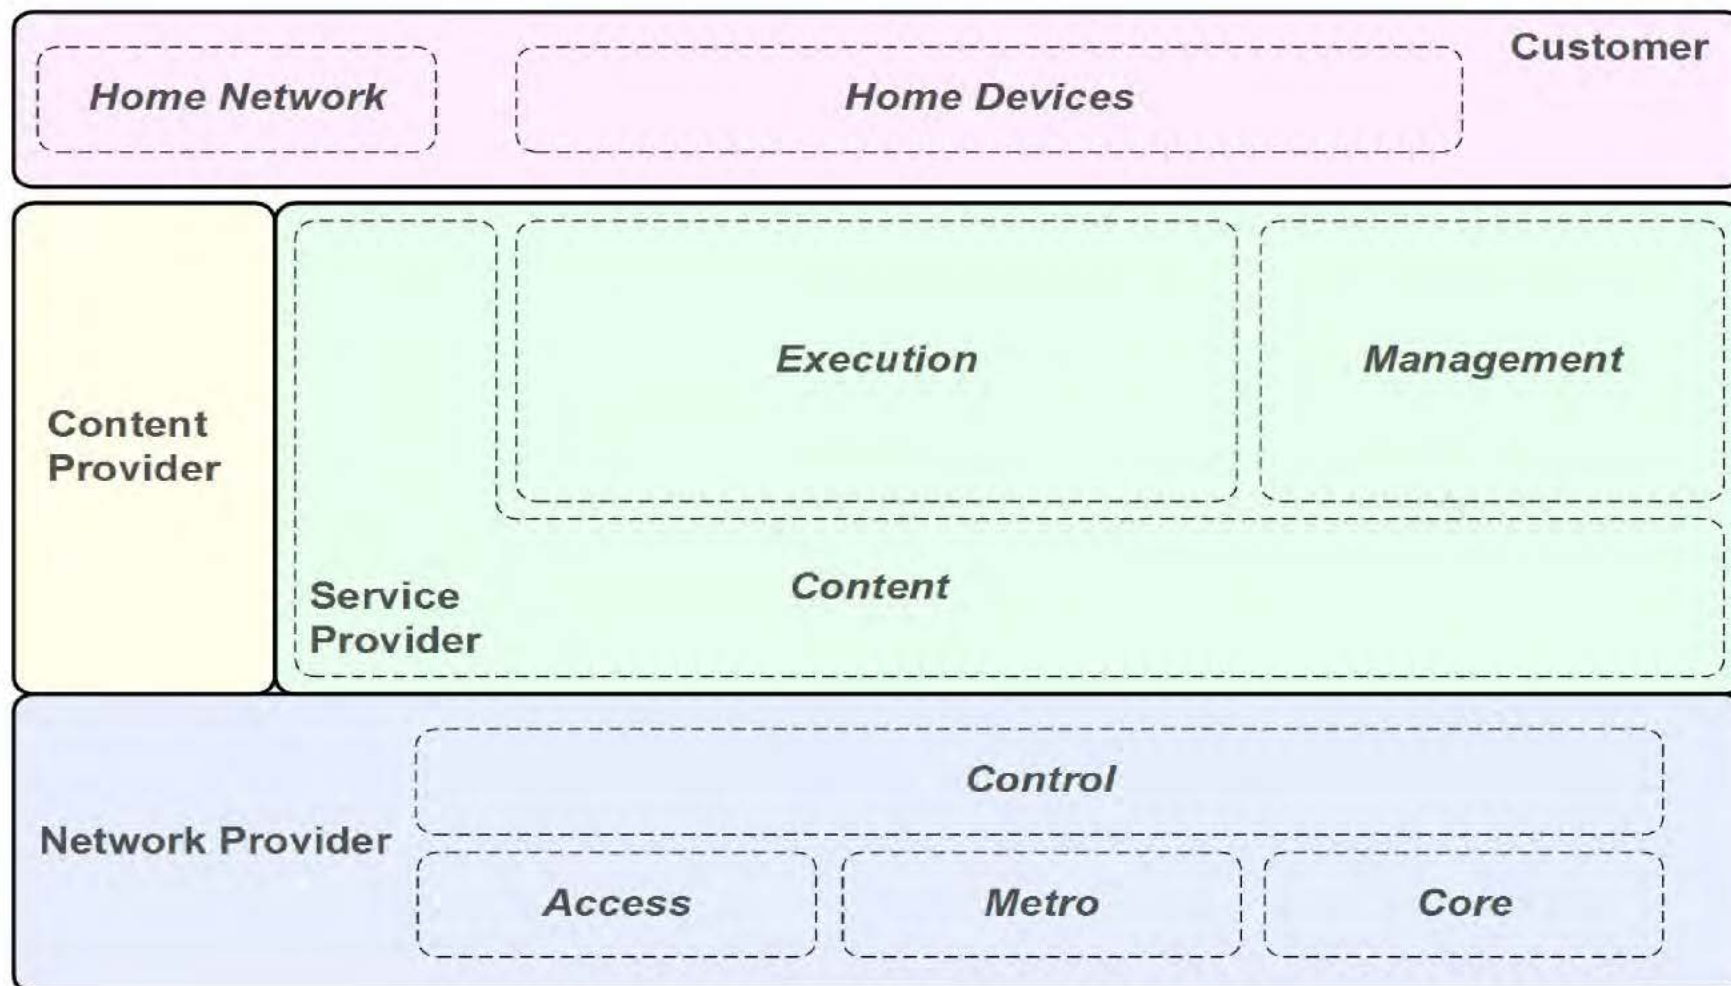 Customer
Home Network
Home Devices
Content
Provider
Execution
Management
Service
Provider
Content
Control
Network Provider
Access
Metro
Core